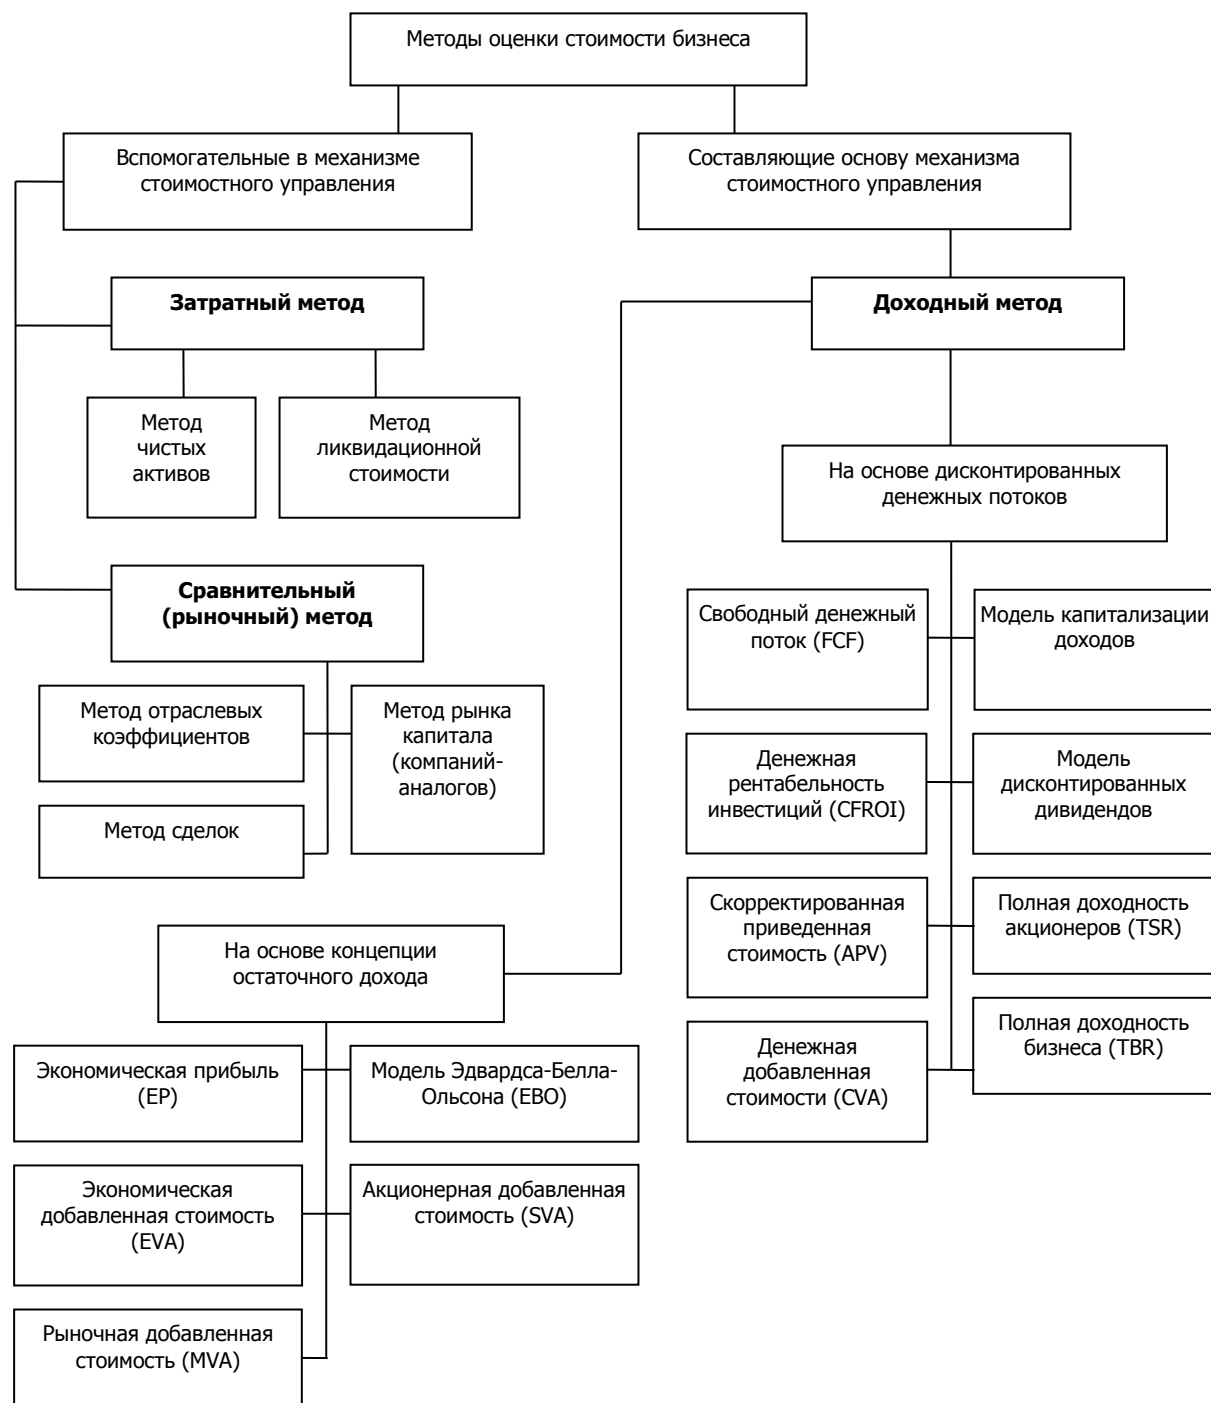 Методы оценки стоимости бизнеса
Вспомогательные в механизме
стоимостного управления
Составляющие основу механизма
стоимостного управления
Затратный метод
Доходный метод
Метод
чистых
активов
Метод
ликвидационной
стоимости
На основе дисконтированных
денежных потоков
Сравнительный
(рыночный) метод
Свободный денежный
поток (FCF)
Модель капитализации
доходов
Метод отраслевых
коэффициентов
Метод рынка
капитала
(компаний-
аналогов)
Денежная
рентабельность
инвестиций (CFROI)
Модель
дисконтированных
дивидендов
Метод сделок
Скорректированная
приведенная
стоимость (APV)
Полная доходность
акционеров (TSR)
На основе концепции
остаточного дохода
Денежная
добавленная
стоимости (CVA)
Полная доходность
бизнеса (TBR)
Экономическая прибыль
(EP)
Модель Эдвардса-Белла-
Ольсона (EBO)
Экономическая
добавленная стоимость
(EVA)
Акционерная добавленная
стоимость (SVA)
Рыночная добавленная
стоимость (MVA)